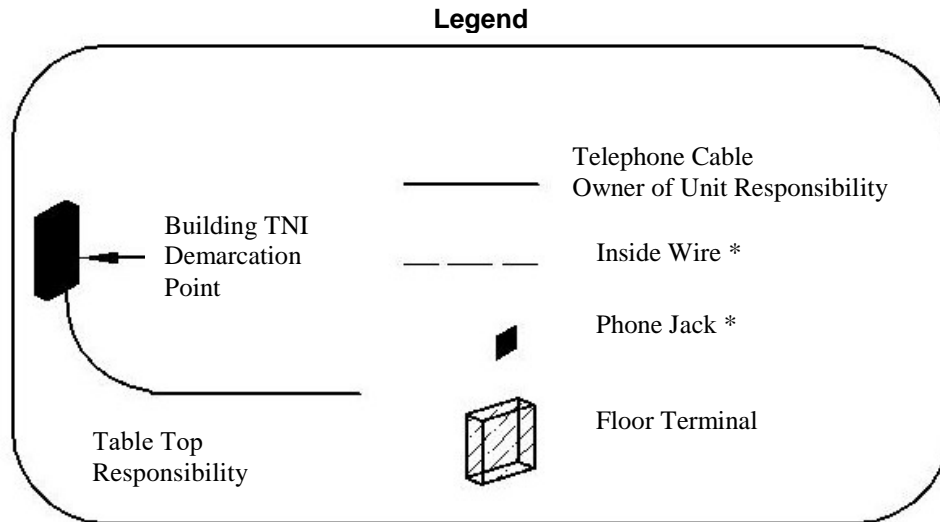 Legend
Building TNI
Demarcation
Point
Table Top
Responsibility
Telephone Cable
Owner of Unit Responsibility
Inside Wire *
Phone Jack *
Floor Terminal